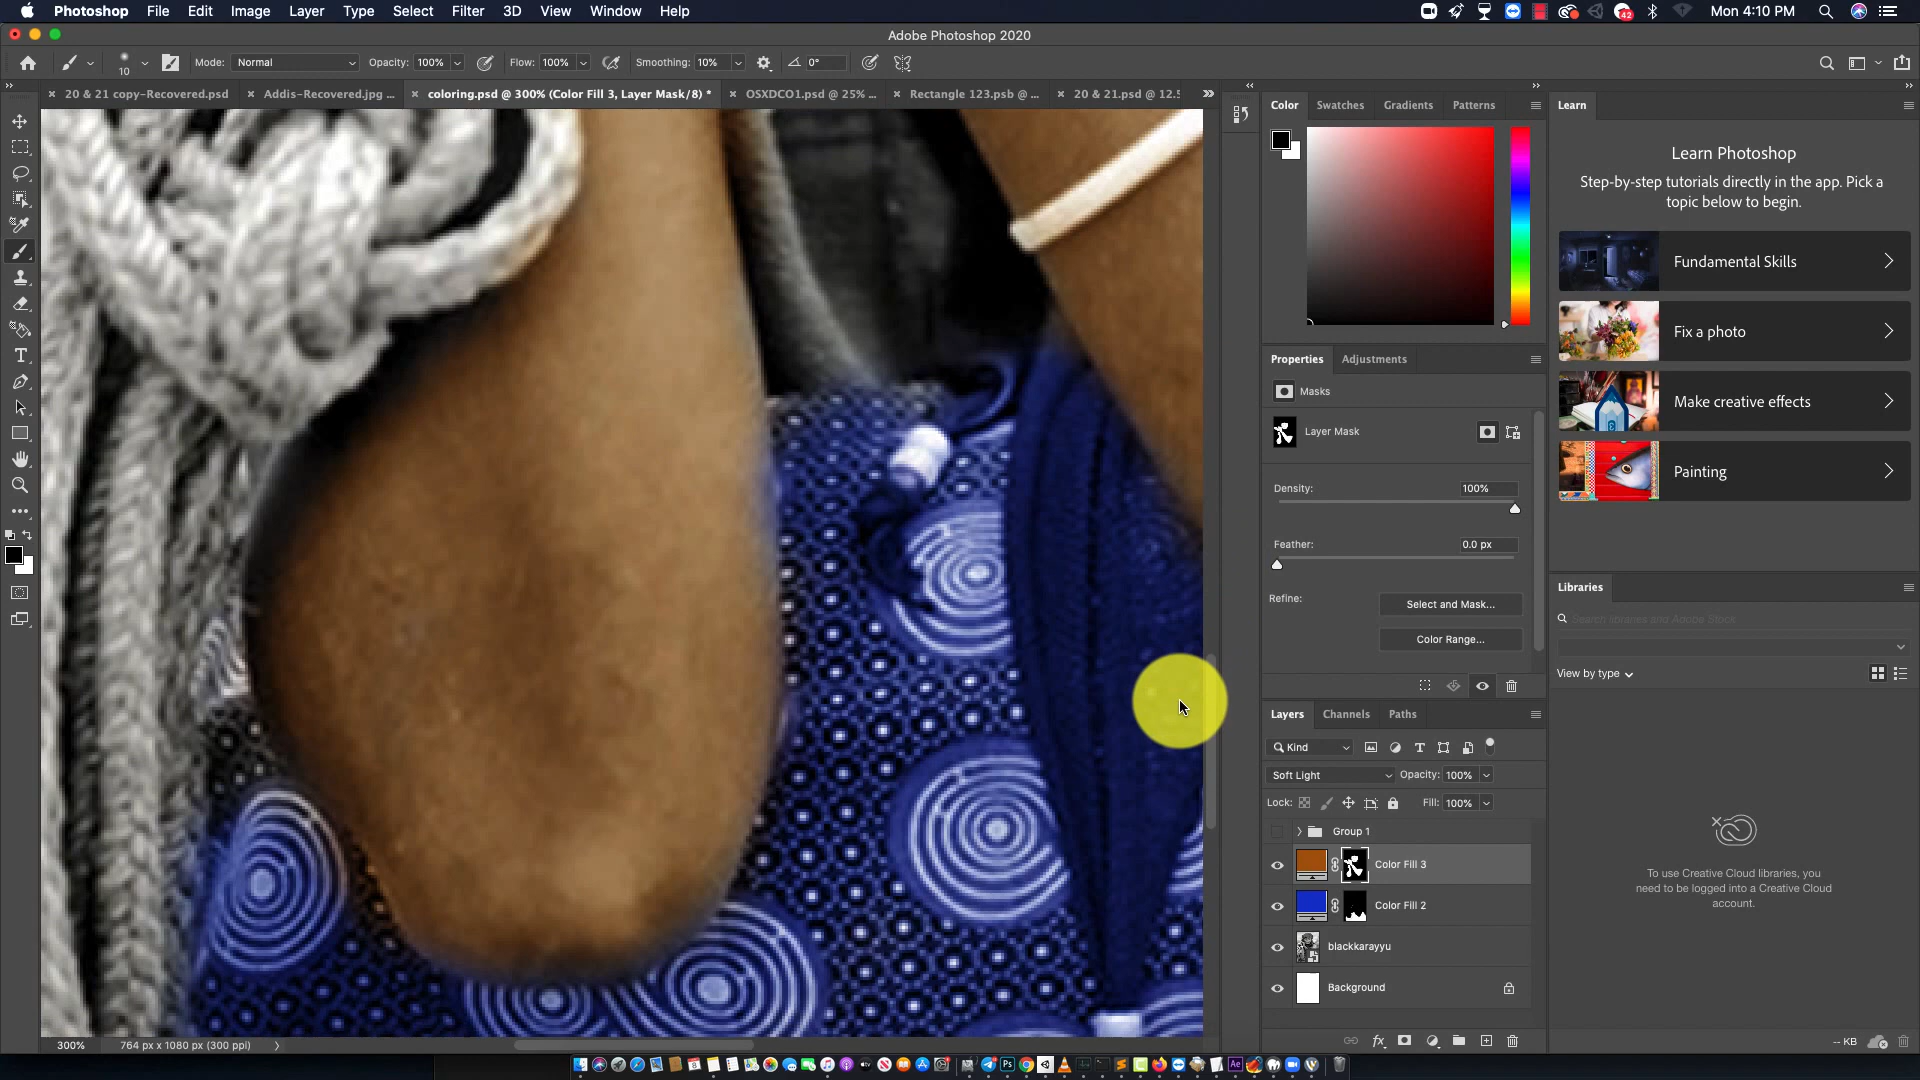 Photoshop File Edit Image Layer Type Select Filter 3D View Window Help 42 Mon 4:10 PM
Adobe Photoshop 2020
10 Mode: Normal Opacity: 100% Flow: 100% Smoothing: 10% 0°
20 & 21 copy-Recovered.psd Addis-Recovered.jpg ... coloring.psd @ 300% (Color Fill 3, Layer Mask/8) * OSXDCO1.psd @ 25% ... Rectangle 123.psb @ ... 20 & 21.psd @ 12.5
Color Swatches Gradients Patterns
Learn
Learn Photoshop
Step-by-step tutorials directly in the app. Pick a
topic below to begin.
Fundamental Skills
Fix a photo
Make creative effects
Painting
Properties Adjustments
Masks
Layer Mask
Density: 100%
Feather: 0.0 px
Refine: Select and Mask...
Color Range...
Libraries
Search libraries and Adobe Stock
View by type
To use Creative Cloud libraries, you
need to be logged into a Creative Cloud
account.
-- KB
Layers Channels Paths
Kind
Soft Light Opacity: 100%
Lock: Fill: 100%
Group 1
Color Fill 3
Color Fill 2
blackkarayyu
Background
fx
300% 764 px x 1080 px (300 ppi)